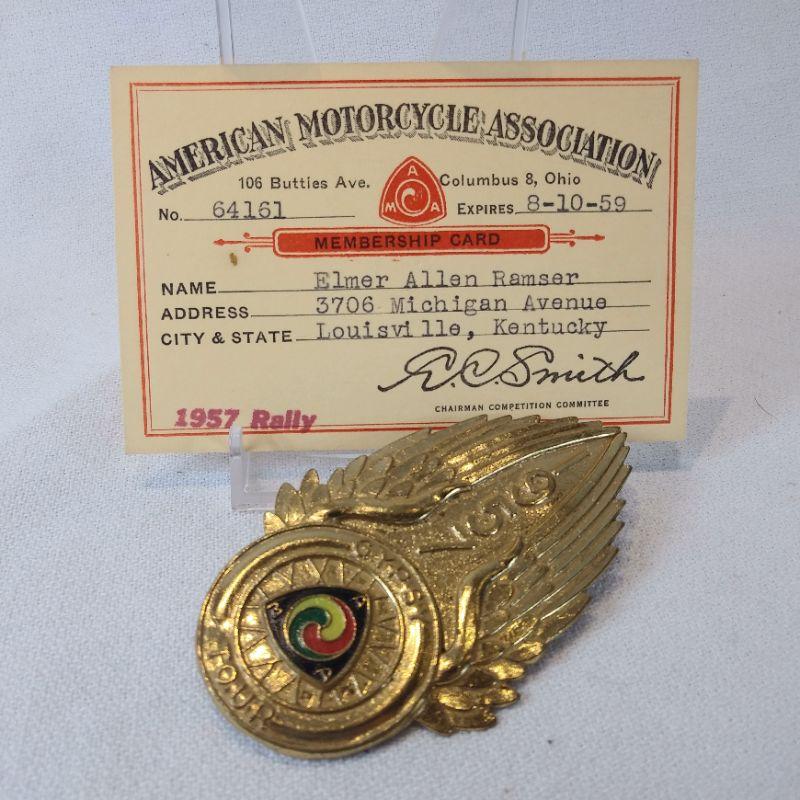 AMERICAN MOTORCYCLE ASSOCIATION
106 Butties Ave. Columbus 8, Ohio
A
M A
No. 64161 EXPIRES 8-10-59
MEMBERSHIP CARD
NAME Elmer Allen Ramser
ADDRESS 3706 Michigan Avenue
CITY & STATE Louisville, Kentucky
E.C. Smith
CHAIRMAN COMPETITION COMMITTEE
1957 Rally
G.Y.P.S.Y
T.O.U.R
A M A